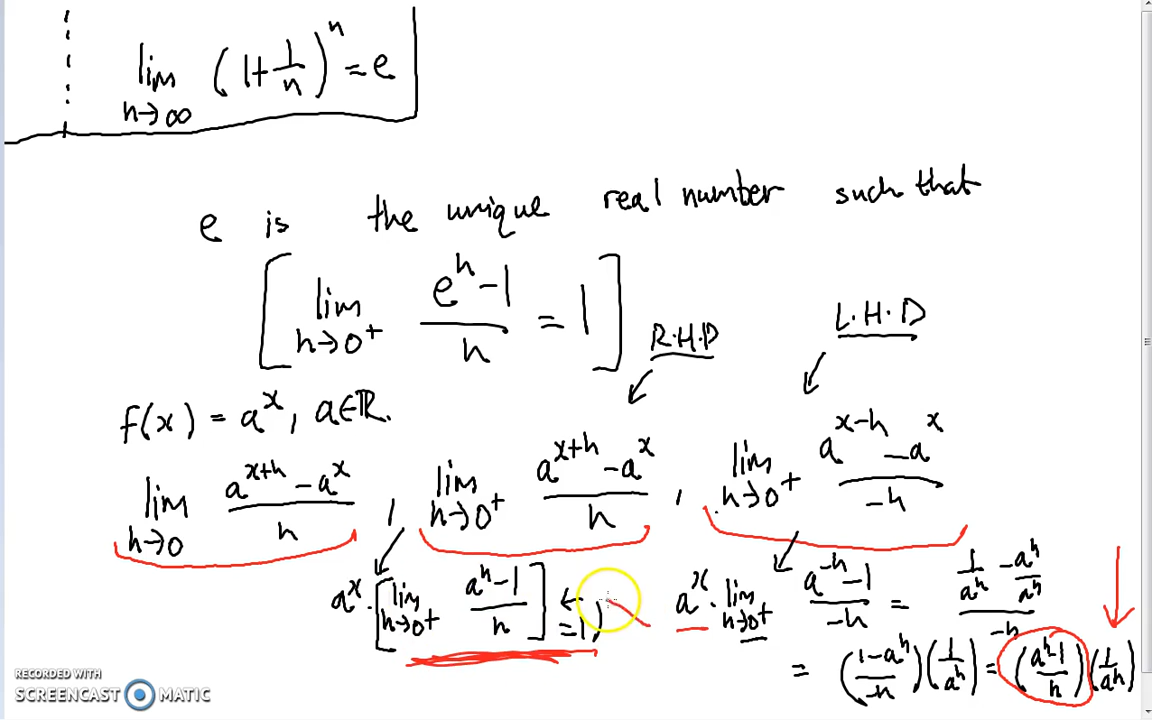 lim n→∞ (1+1/n)^n = e
e is the unique real number such that
[lim h→0⁺ (e^h − 1)/h = 1]
R.H.D
L.H.D
f(x) = a^x, a∈ℝ.
lim h→0 (a^(x+h) − a^x)/h , lim h→0⁺ (a^(x+h) − a^x)/h , lim h→0⁺ (a^(x−h) − a^x)/−h
a^x · [lim h→0⁺ (a^h − 1)/h] ←
=1,
a^x · lim h→0⁺ (a^(−h) − 1)/−h = (1/a^h − a^h/a^h)/−h
= ((1 − a^h)/−h)(1/a^h) = ((a^h − 1)/h)(1/a^h)
RECORDED WITH
SCREENCAST MATIC